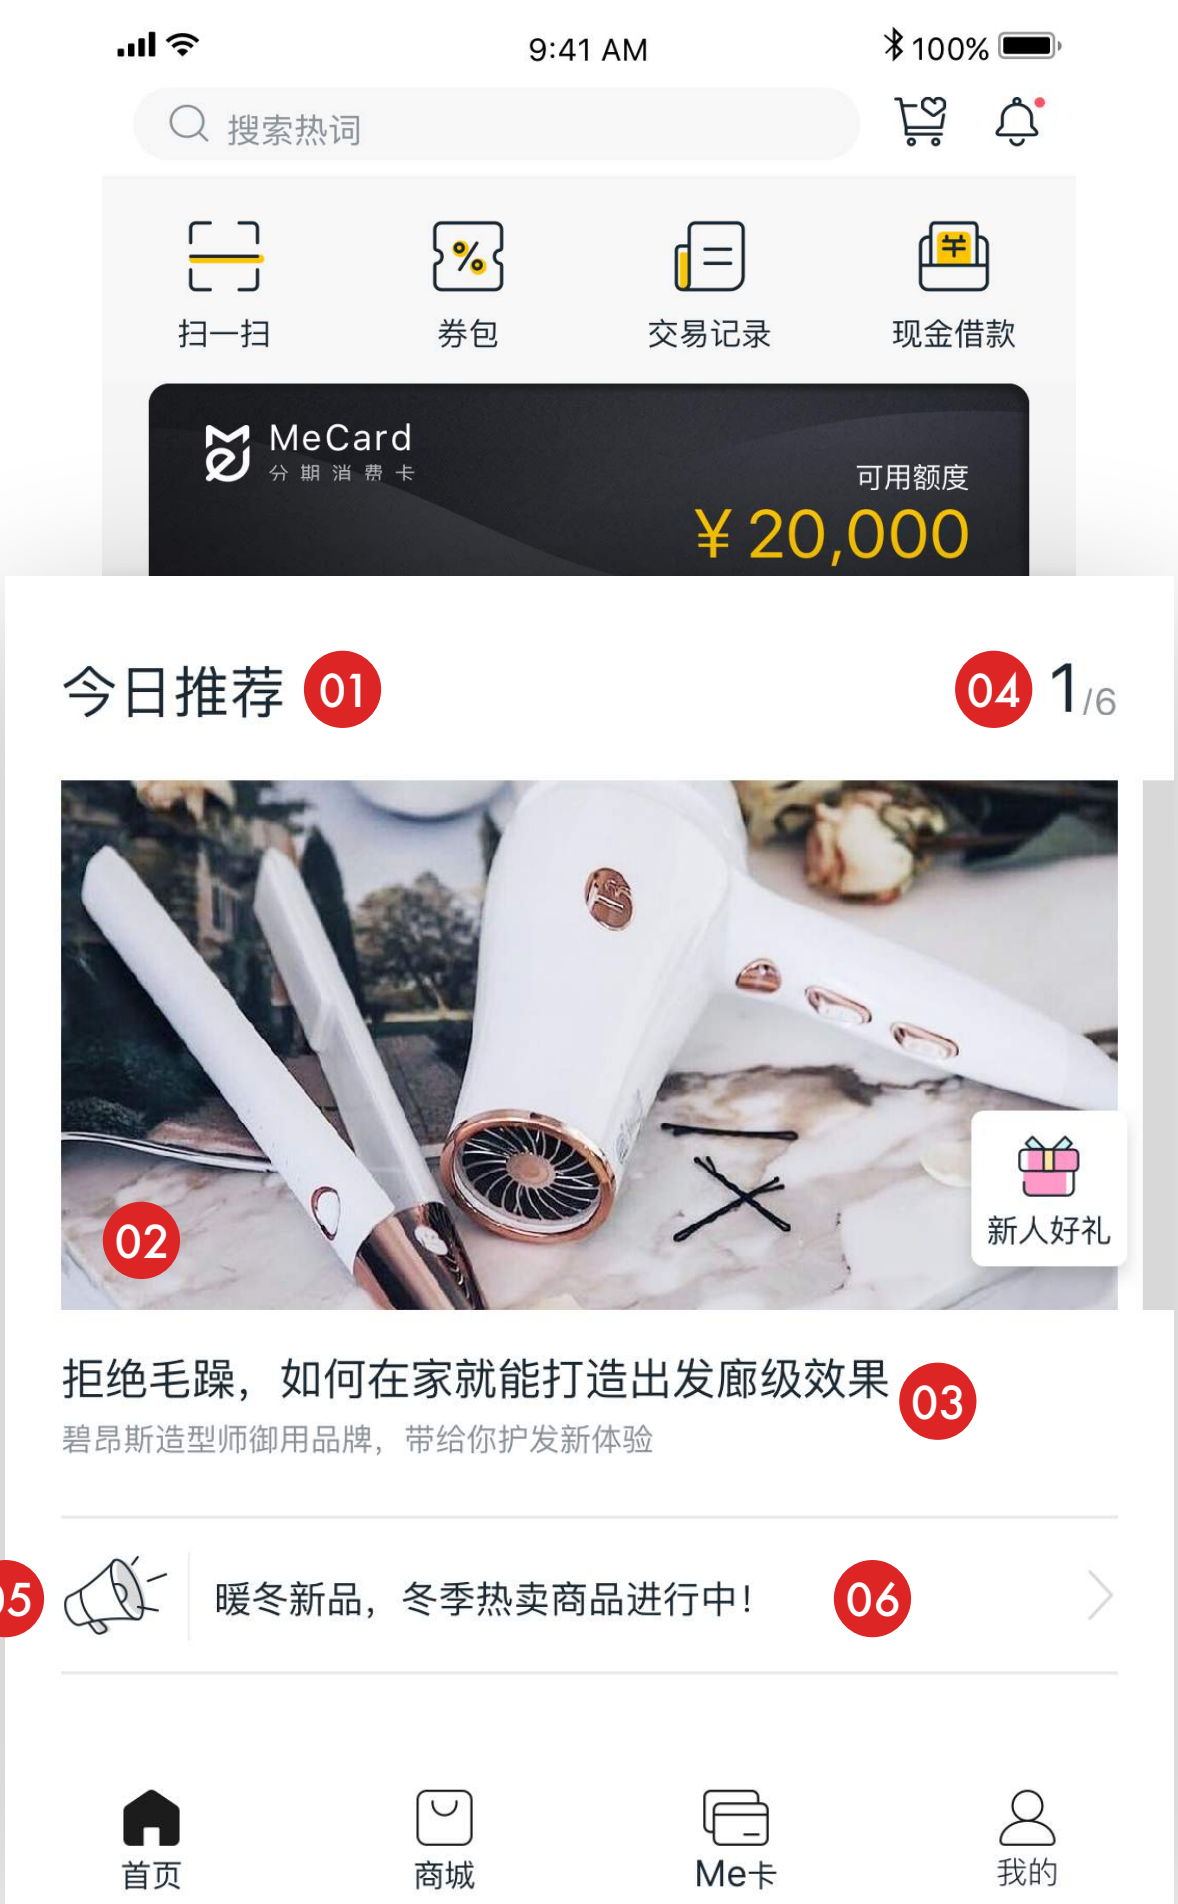 9:41 AM
100%
搜索热词
扫一扫
券包
交易记录
现金借款
MeCard
分期消费卡
可用额度
¥20,000
今日推荐
01
04
1/6
02
新人好礼
拒绝毛躁，如何在家就能打造出发廊级效果
03
碧昂斯造型师御用品牌，带给你护发新体验
05
暖冬新品，冬季热卖商品进行中！
06
首页
商城
Me卡
我的